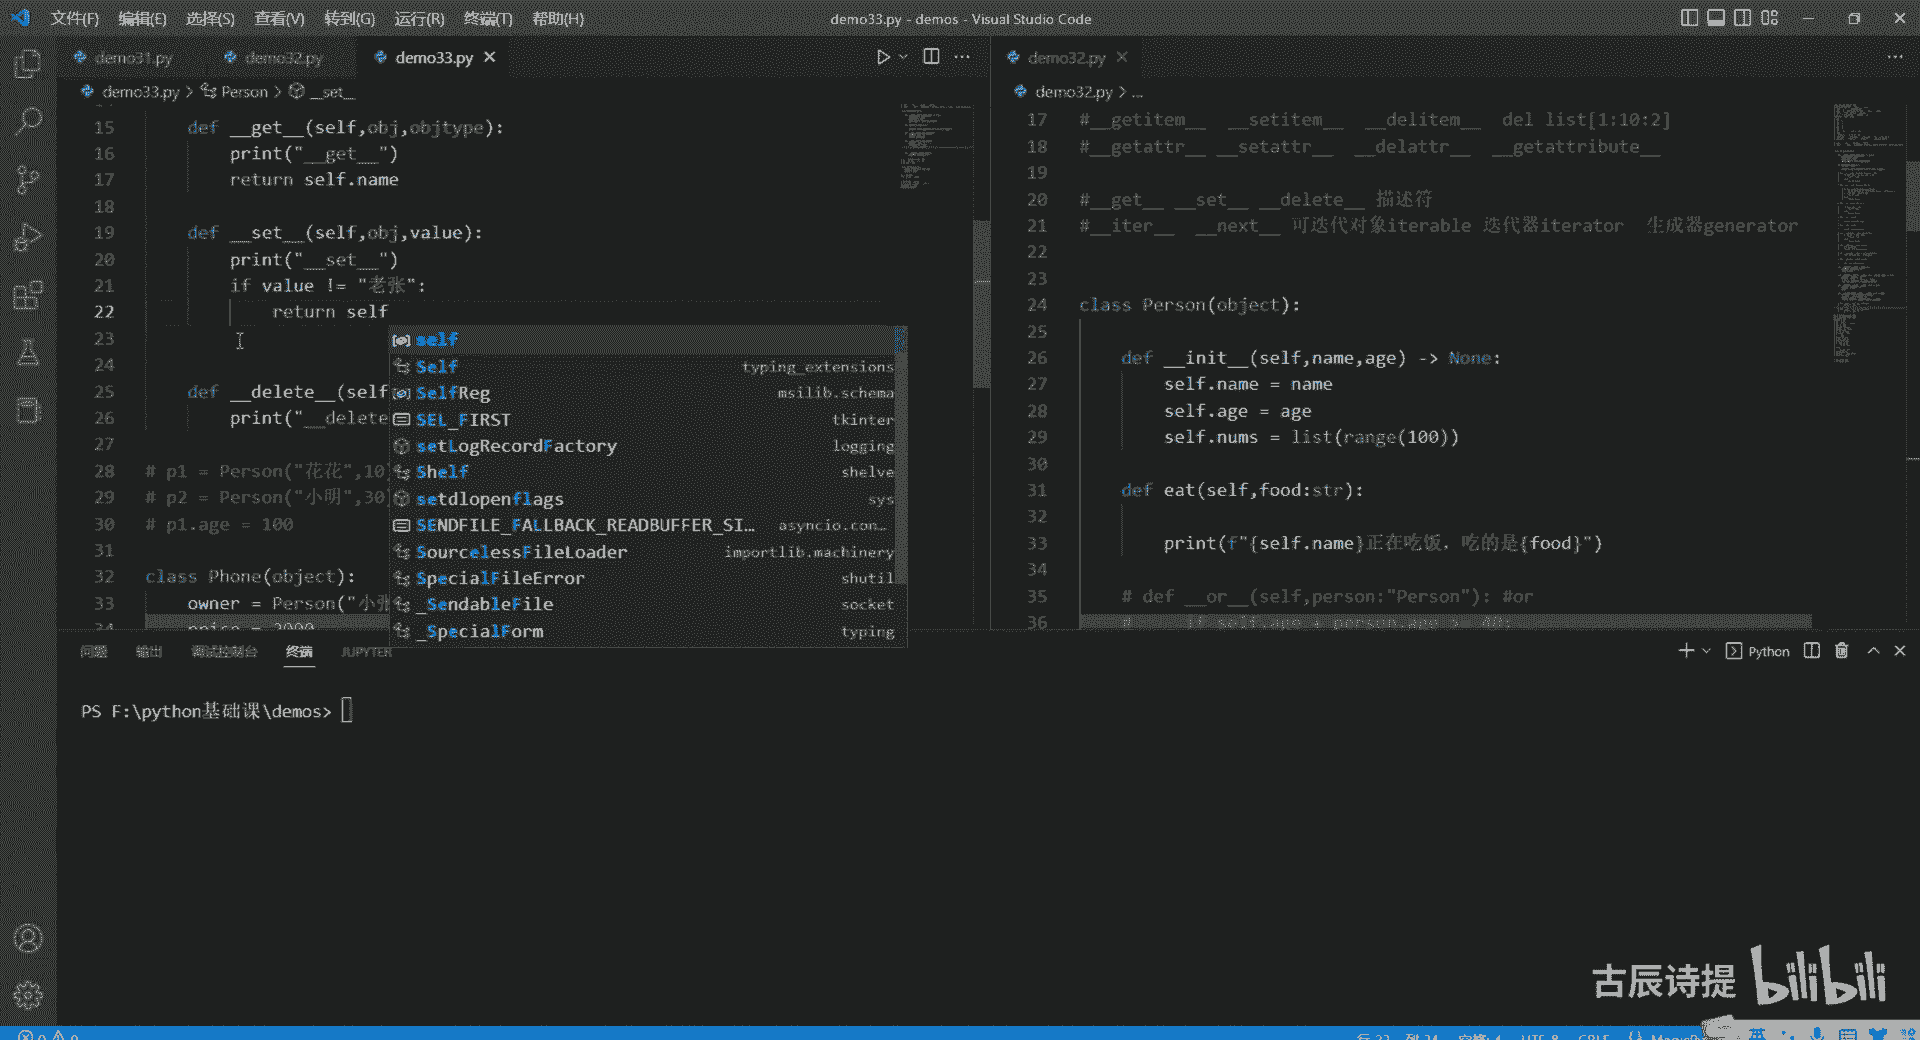 文件(F) 编辑(E) 选择(S) 查看(V) 转到(G) 运行(R) 终端(T) 帮助(H)
demo33.py - demos - Visual Studio Code
demo31.py
demo32.py
demo33.py
demo33.py > Person > __set__
15 def __get__(self,obj,objtype):
16 print("__get__")
17 return self.name
18
19 def __set__(self,obj,value):
20 print("__set__")
21 if value != "老张":
22 return self
23
24
25 def __delete__(self
26 print("__delete
27
28 # p1 = Person("花花",10
29 # p2 = Person("小明",30
30 # p1.age = 100
31
32 class Phone(object):
33 owner = Person("小张
34 price = 2000
self
Self typing_extensions
SelfReg msilib.schema
SEL_FIRST tkinter
setLogRecordFactory logging
Shelf shelve
setdlopenflags sys
SENDFILE_FALLBACK_READBUFFER_SI… asyncio.con…
SourcelessFileLoader importlib.machinery
SpecialFileError shutil
_SendableFile socket
_SpecialForm typing
demo32.py
demo32.py > ...
17 #__getitem__ __setitem__ __delitem__ del list[1:10:2]
18 #__getattr__ __setattr__ __delattr__ __getattribute__
19
20 #__get__ __set__ __delete__ 描述符
21 #__iter__ __next__ 可迭代对象iterable 迭代器iterator 生成器generator
22
23
24 class Person(object):
25
26 def __init__(self,name,age) -> None:
27 self.name = name
28 self.age = age
29 self.nums = list(range(100))
30
31 def eat(self,food:str):
32
33 print(f"{self.name}正在吃饭，吃的是{food}")
34
35 # def __or__(self,person:"Person"): #or
36 # if self.age + person.age >= 40:
问题 输出 调试控制台 终端 JUPYTER
Python
PS F:\python基础课\demos>
古辰诗提 bilibili